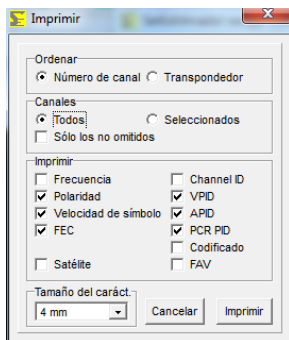 Imprimir
Ordenar
Número de canal Transpondedor
Canales
Todos Seleccionados
Sólo los no omitidos
Imprimir
Frecuencia Channel ID
Polaridad VPID
Velocidad de símbolo APID
FEC PCR PID
Codificado
Satélite FAV
Tamaño del caráct.
4 mm Cancelar Imprimir